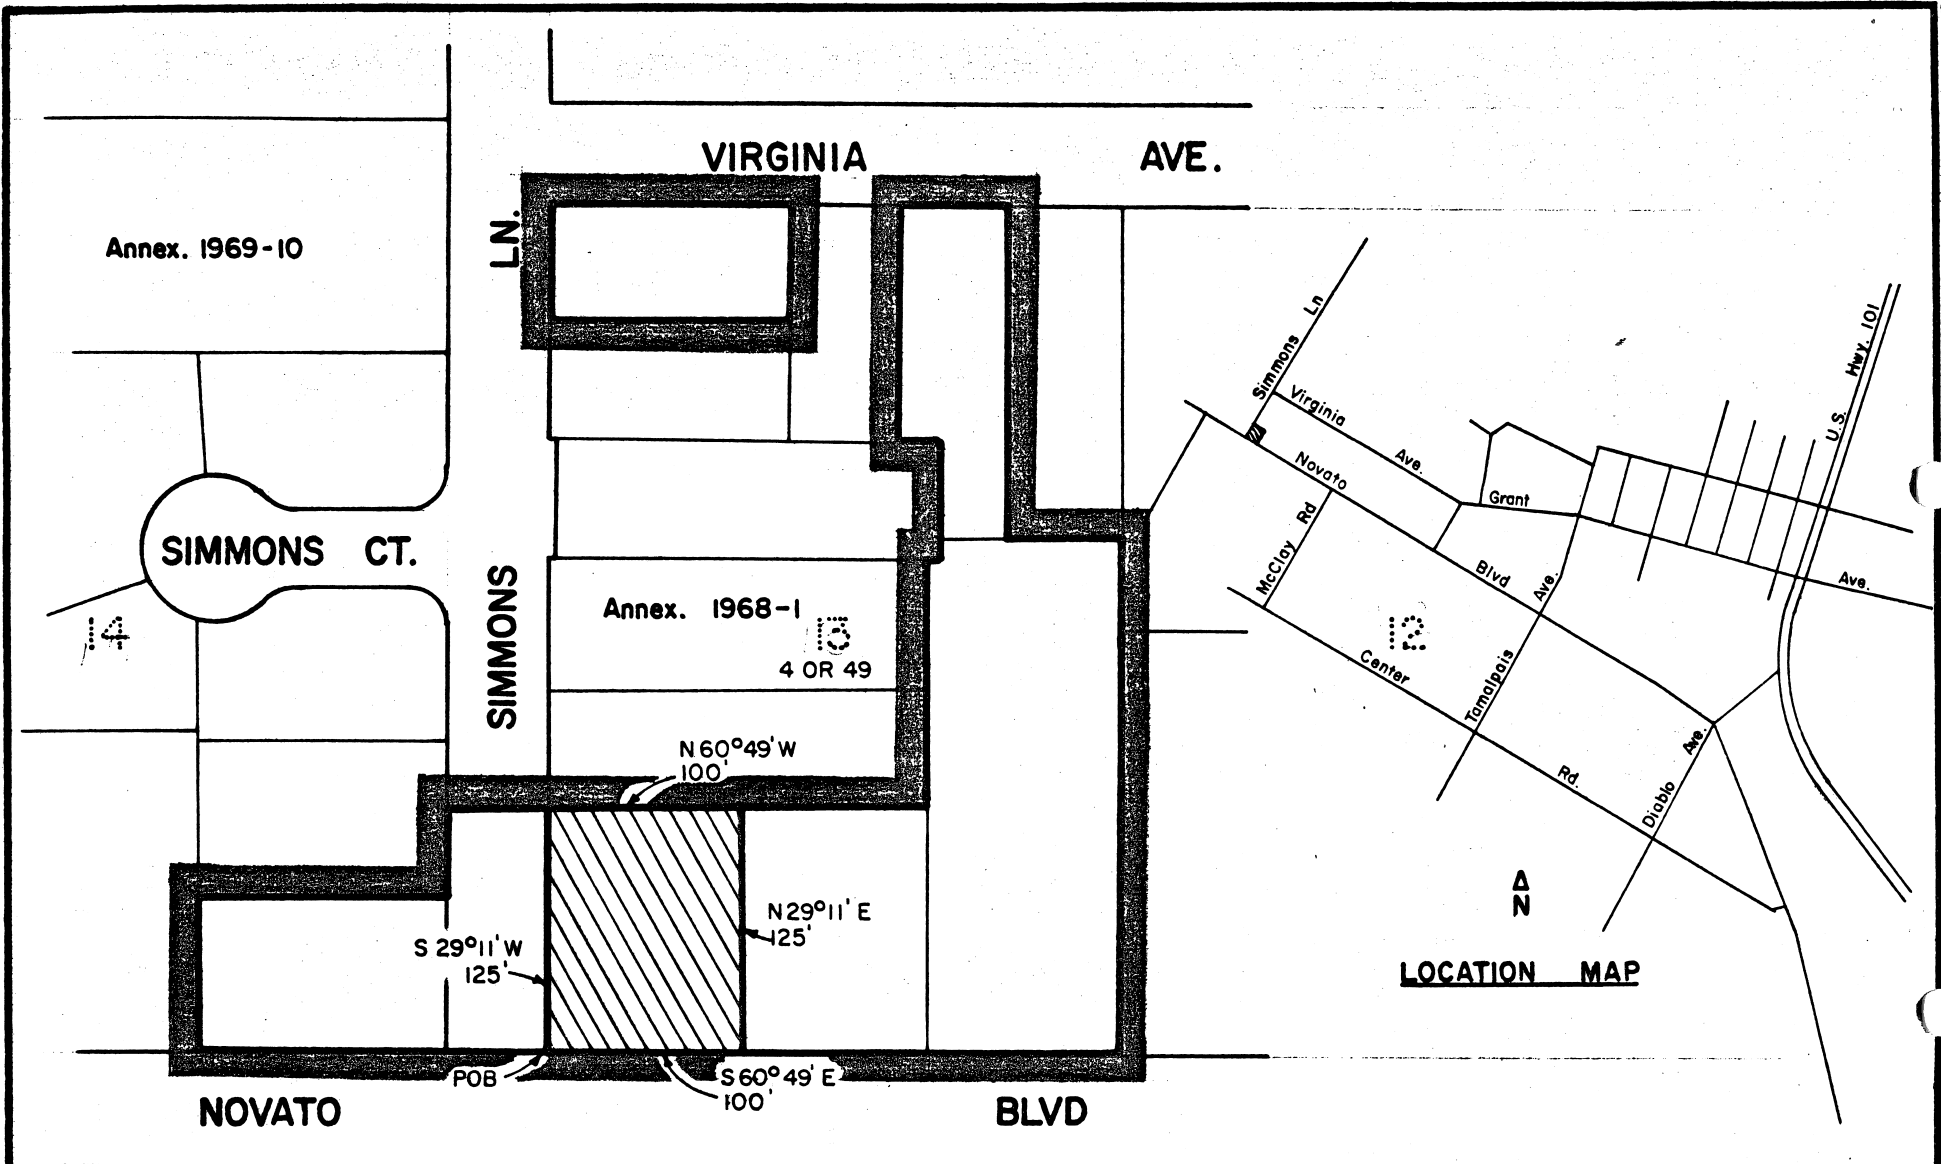 VIRGINIA AVE.
LN.
Annex. 1969-10
SIMMONS CT.
SIMMONS
14
Annex. 1968-1
13
4 OR 49
N 60°49' W
100'
N 29°11' E
125'
S 29°11' W
125'
POB
S 60°49' E
100'
NOVATO BLVD
Simmons Ln
Virginia Ave.
Novato Blvd
Grant Ave.
McClay Rd
Center Rd.
Tamalpais Ave.
Diablo Ave.
U.S. Hwy. 101
12
N
LOCATION MAP